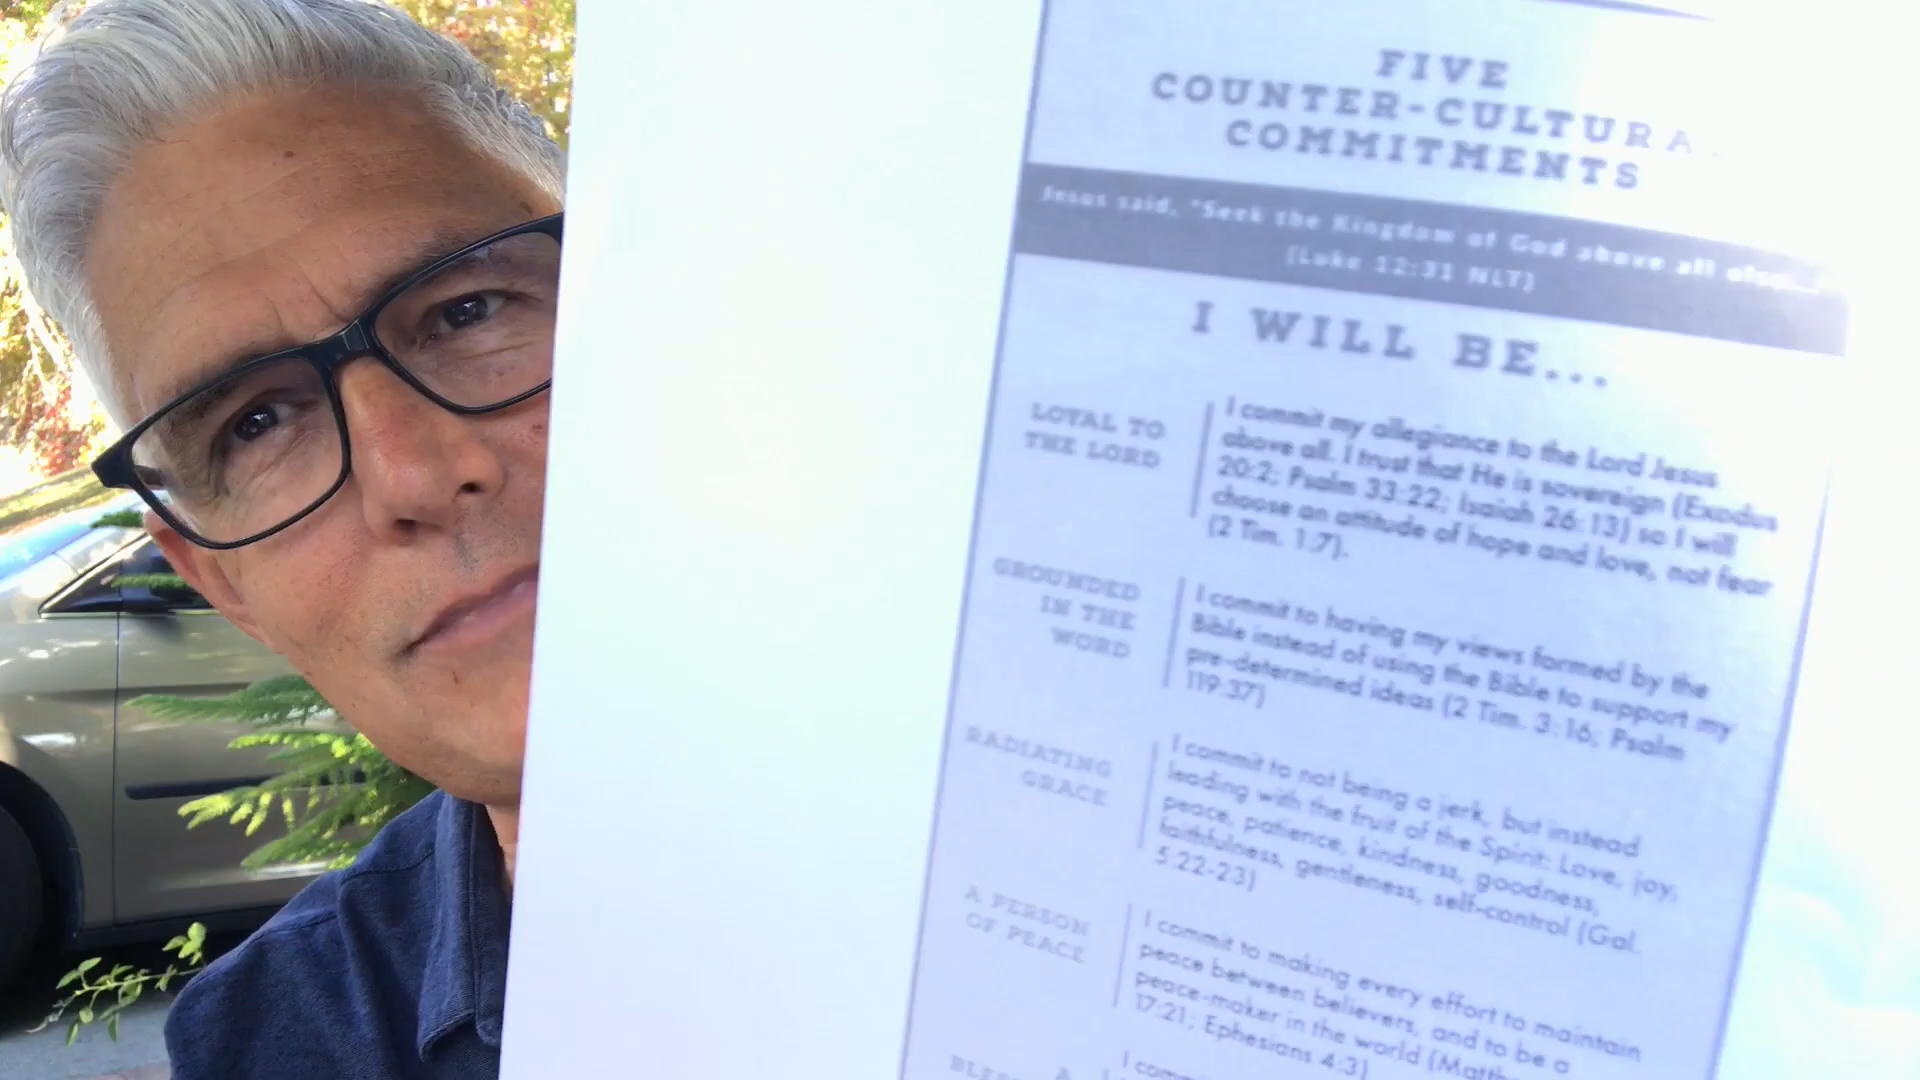 FIVE
COUNTER-CULTURA
COMMITMENTS
Jesus said, "Seek the Kingdom of God above all else
(Luke 12:31 NLT)
I WILL BE...
LOYAL TO
THE LORD
I commit my allegiance to the Lord Jesus
above all. I trust that He is sovereign (Exodus
20:2; Psalm 33:22; Isaiah 26:13) so I will
choose an attitude of hope and love, not fear
(2 Tim. 1:7).
GROUNDED
IN THE
WORD
I commit to having my views formed by the
Bible instead of using the Bible to support my
pre-determined ideas (2 Tim. 3:16; Psalm
119:37)
RADIATING
GRACE
I commit to not being a jerk, but instead
leading with the fruit of the Spirit: Love, joy,
peace, patience, kindness, goodness,
faithfulness, gentleness, self-control (Gal.
5:22-23)
A PERSON
OF PEACE
I commit to making every effort to maintain
peace between believers, and to be a
peace-maker in the world (Matth
17:21; Ephesians 4:3)
A
I comm